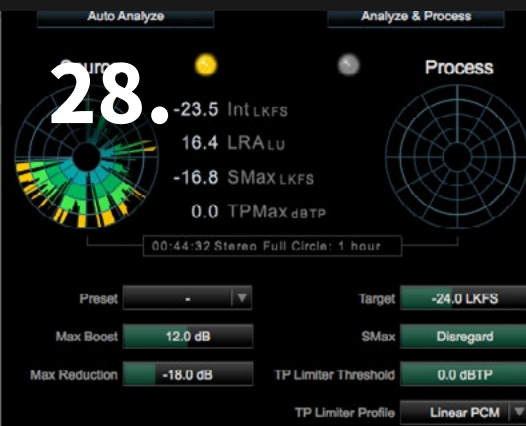 Auto Analyze
Analyze & Process
Source
Process
28.
-23.5 Int LKFS
16.4 LRA LU
-16.8 SMax LKFS
0.0 TPMax dBTP
00:44:32 Stereo Full Circle: 1 hour
Preset -
Target -24.0 LKFS
Max Boost 12.0 dB
SMax Disregard
Max Reduction -18.0 dB
TP Limiter Threshold 0.0 dBTP
TP Limiter Profile Linear PCM